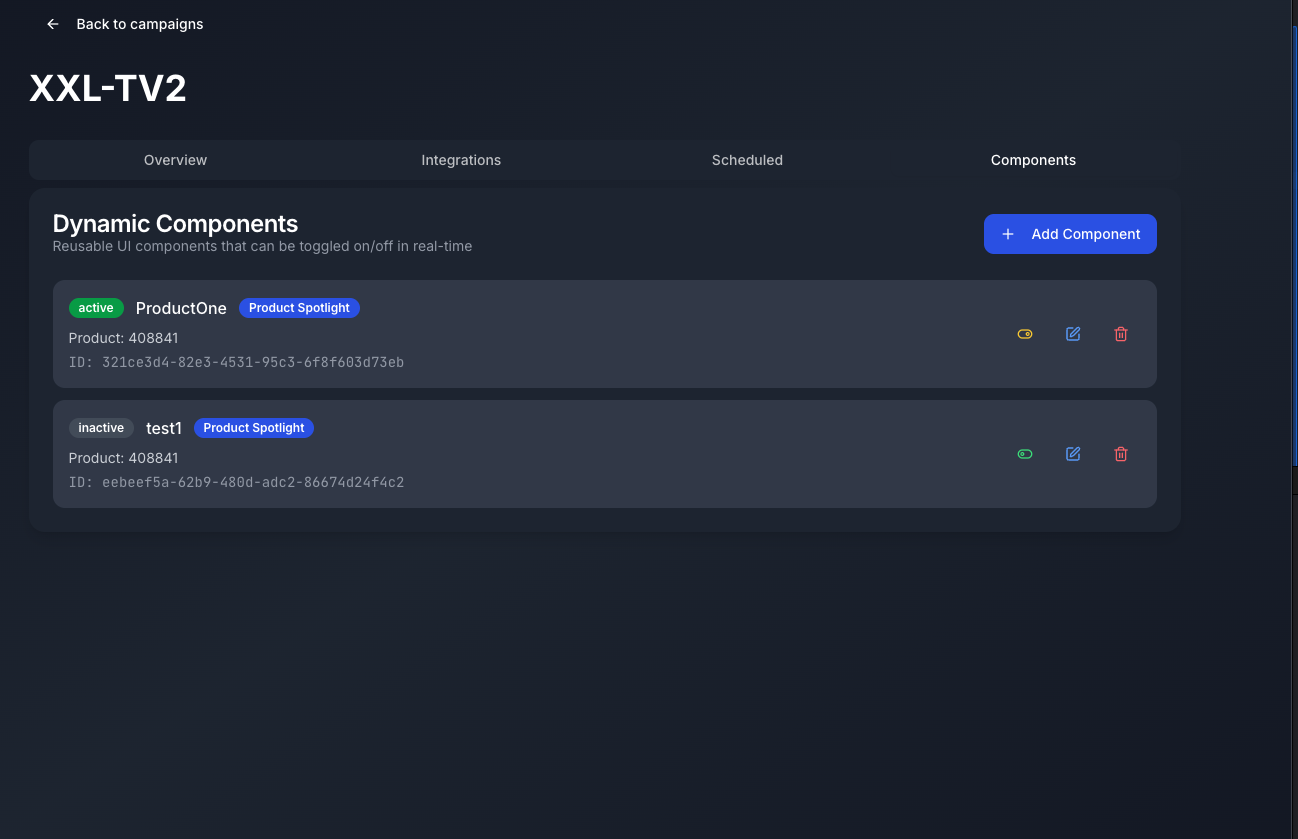 Back to campaigns
XXL-TV2
Overview Integrations Scheduled Components
Dynamic Components
Reusable UI components that can be toggled on/off in real-time
Add Component
active ProductOne Product Spotlight
Product: 408841
ID: 321ce3d4-82e3-4531-95c3-6f8f603d73eb
inactive test1 Product Spotlight
Product: 408841
ID: eebeef5a-62b9-480d-adc2-86674d24f4c2